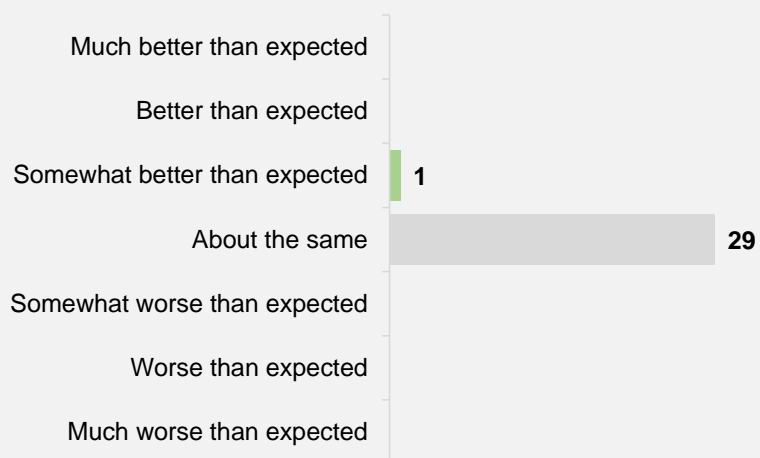 Much better than expected
Better than expected
Somewhat better than expected 1
About the same 29
Somewhat worse than expected
Worse than expected
Much worse than expected